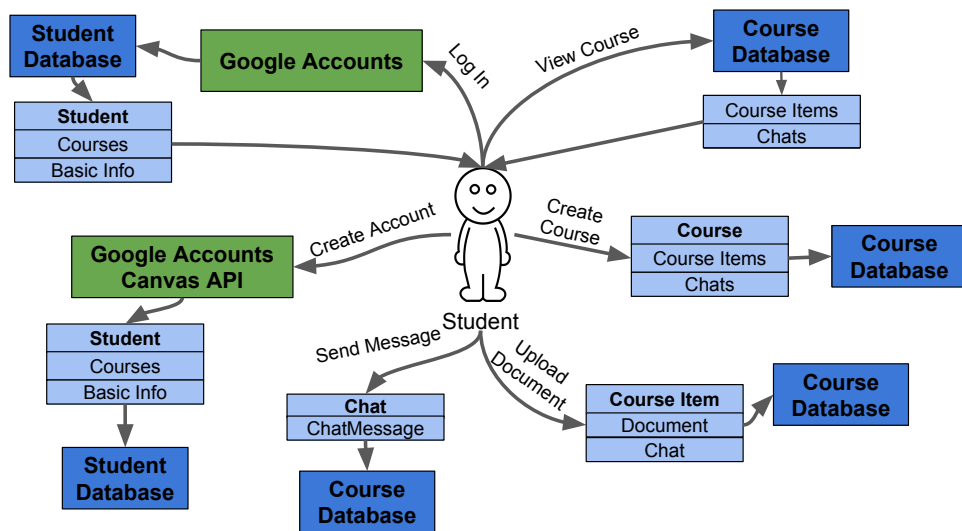 Student
Database
Google Accounts
Log In
View Course
Course
Database
Student
Courses
Basic Info
Course Items
Chats
Create Account
Create
Course
Course
Course Items
Chats
Course
Database
Google Accounts
Canvas API
Student
Student
Courses
Basic Info
Send Message
Upload
Document
Chat
ChatMessage
Course Item
Document
Chat
Course
Database
Student
Database
Course
Database